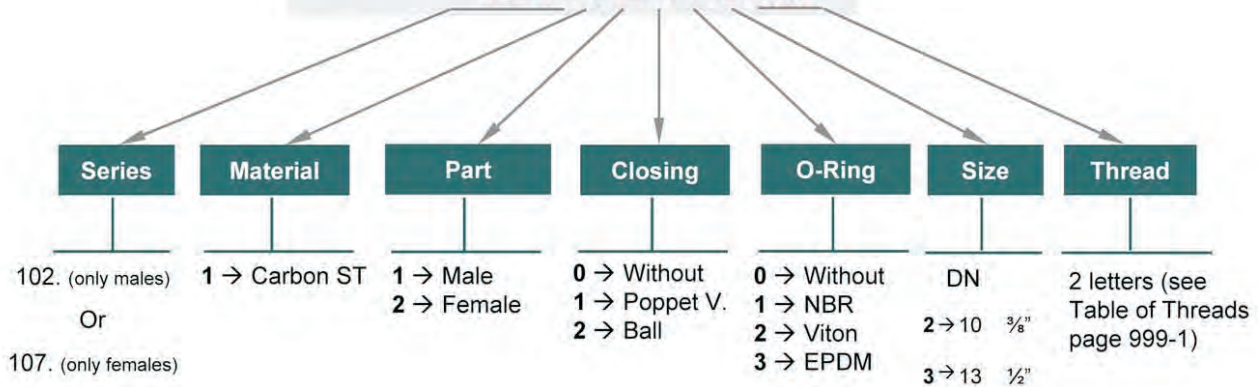 Series
Material
Part
Closing
O-Ring
Size
Thread
102. (only males)
Or
107. (only females)
1 → Carbon ST
1 → Male
2 → Female
0 → Without
1 → Poppet V.
2 → Ball
0 → Without
1 → NBR
2 → Viton
3 → EPDM
DN
2 → 10 ⅜"
3 → 13 ½"
2 letters (see
Table of Threads
page 999-1)